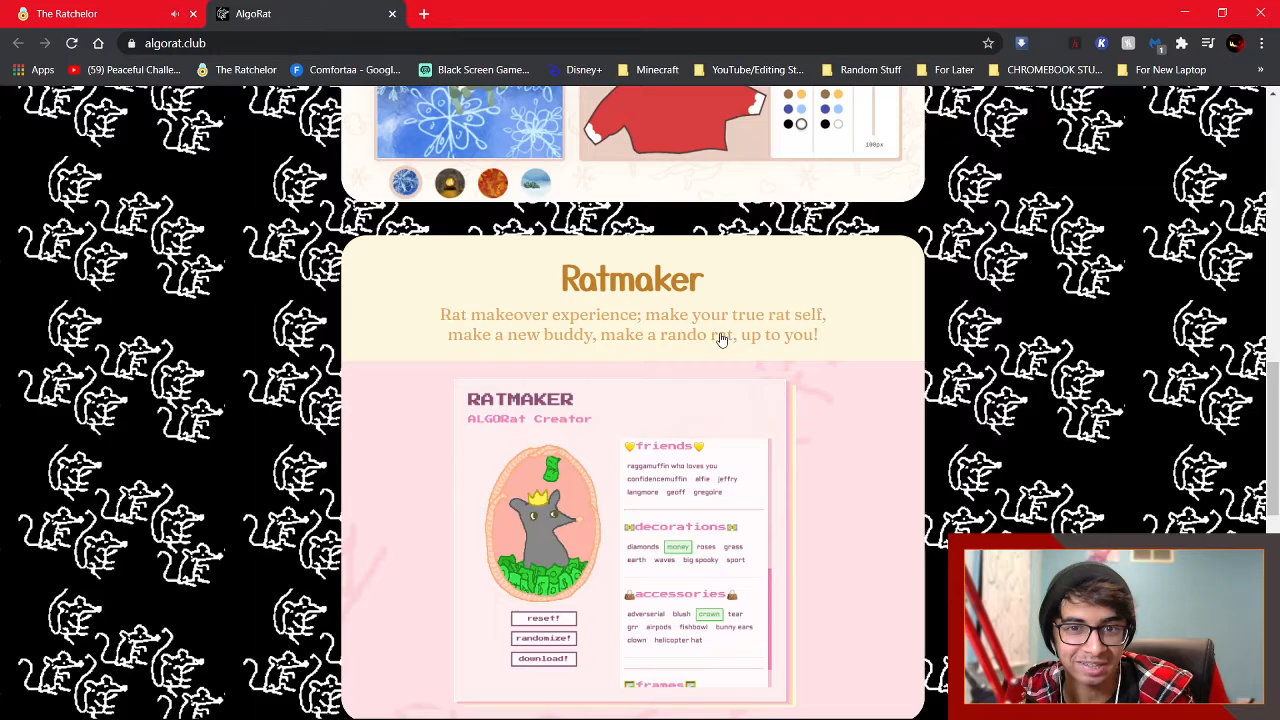 The Ratchelor
AlgoRat
algorat.club
1
Apps
(59) Peaceful Challe...
The Ratchelor
Comfortaa - Googl...
Black Screen Game...
Disney+
Minecraft
YouTube/Editing St...
Random Stuff
For Later
CHROMEBOOK STU...
For New Laptop
100px
Ratmaker
Rat makeover experience; make your true rat self,
make a new buddy, make a rando rat, up to you!
RATMAKER
ALGORat Creator
reset!
randomize!
download!
friends
raggamuffin who loves you
confidencemuffin alfie jeffry
langmore geoff gregoire
decorations
diamonds money roses grass
earth waves big spooky sport
accessories
adverserial blush crown tear
grr airpods fishbowl bunny ears
clown helicopter hat
frames